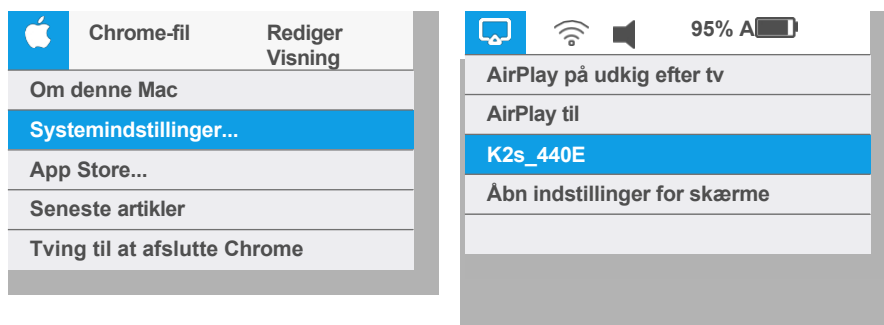 Chrome-fil Rediger
Visning
Om denne Mac
Systemindstillinger...
App Store...
Seneste artikler
Tving til at afslutte Chrome
95% A
AirPlay på udkig efter tv
AirPlay til
K2s_440E
Åbn indstillinger for skærme